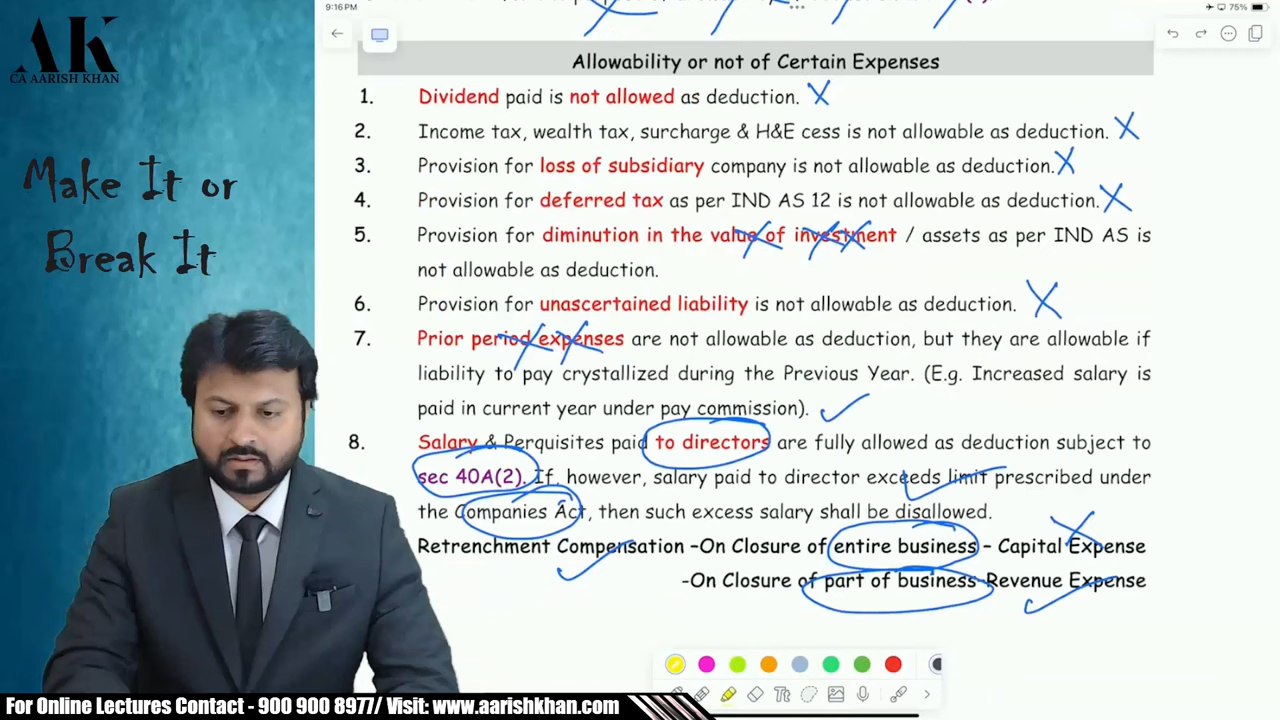 9:16 PM
75%
AK
CA AARISH KHAN
Make It or
Break It
Allowability or not of Certain Expenses
1. Dividend paid is not allowed as deduction.
2. Income tax, wealth tax, surcharge & H&E cess is not allowable as deduction.
3. Provision for loss of subsidiary company is not allowable as deduction.
4. Provision for deferred tax as per IND AS 12 is not allowable as deduction.
5. Provision for diminution in the value of investment / assets as per IND AS is
not allowable as deduction.
6. Provision for unascertained liability is not allowable as deduction.
7. Prior period expenses are not allowable as deduction, but they are allowable if
liability to pay crystallized during the Previous Year. (E.g. Increased salary is
paid in current year under pay commission).
8. Salary & Perquisites paid to directors are fully allowed as deduction subject to
sec 40A(2). If, however, salary paid to director exceeds limit prescribed under
the Companies Act, then such excess salary shall be disallowed.
Retrenchment Compensation –On Closure of entire business – Capital Expense
-On Closure of part of business-Revenue Expense
Tt
For Online Lectures Contact - 900 900 8977/ Visit: www.aarishkhan.com